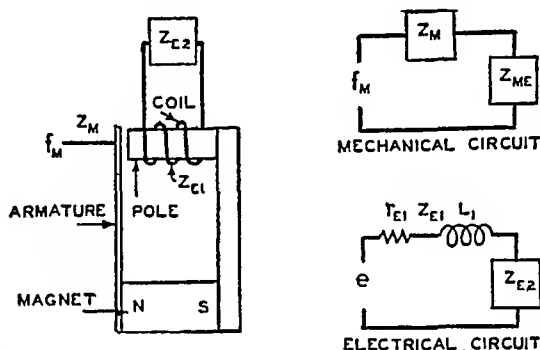 Z_E2
COIL
Z_M
f_M
Z_E1
ARMATURE
POLE
MAGNET
N
S
Z_M
f_M
Z_ME
MECHANICAL CIRCUIT
r_E1 Z_E1 L_1
e
Z_E2
ELECTRICAL CIRCUIT